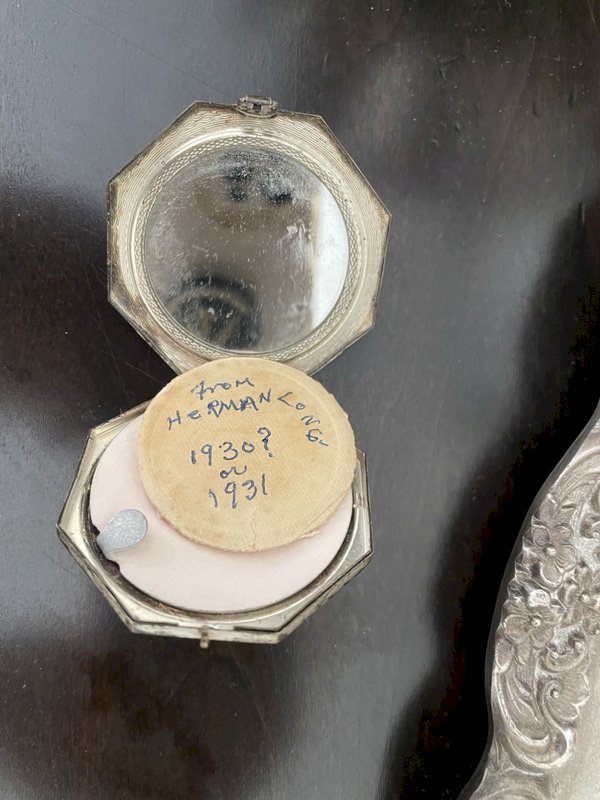 From
HERMAN LONG
1930?
or
1931